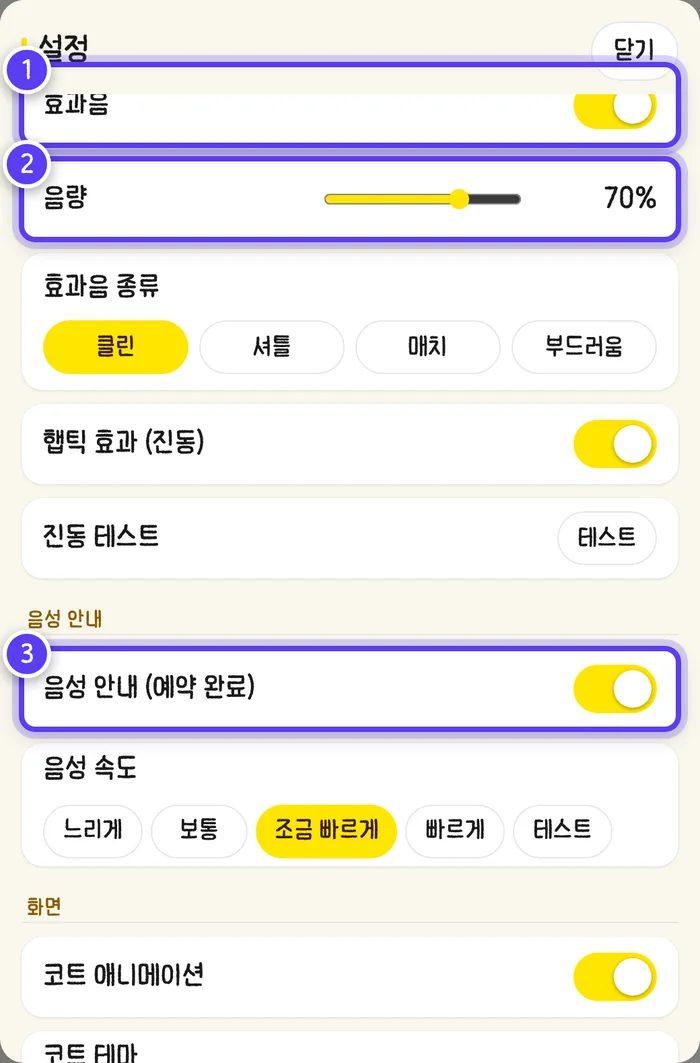 설정
닫기
1
효과음
2
음량
70%
효과음 종류
클린
셔틀
매치
부드러움
햅틱 효과 (진동)
진동 테스트
테스트
음성 안내
3
음성 안내 (예약 완료)
음성 속도
느리게
보통
조금 빠르게
빠르게
테스트
화면
코트 애니메이션
코트 테마